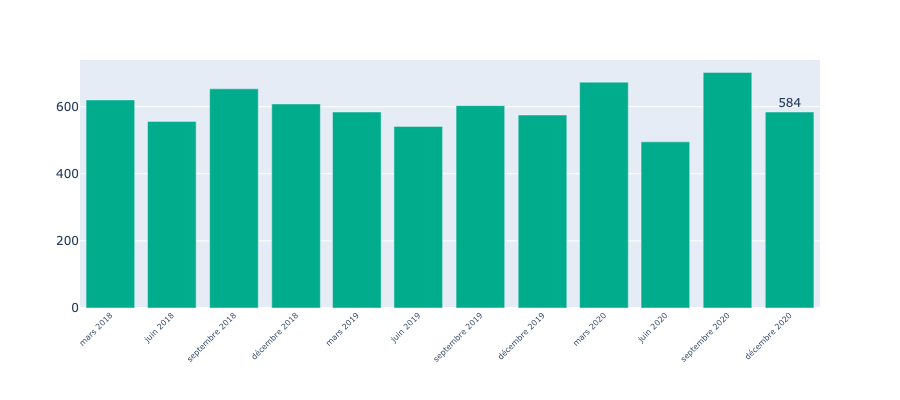 600
400
200
0
584
mars 2018
juin 2018
septembre 2018
décembre 2018
mars 2019
juin 2019
septembre 2019
décembre 2019
mars 2020
juin 2020
septembre 2020
décembre 2020